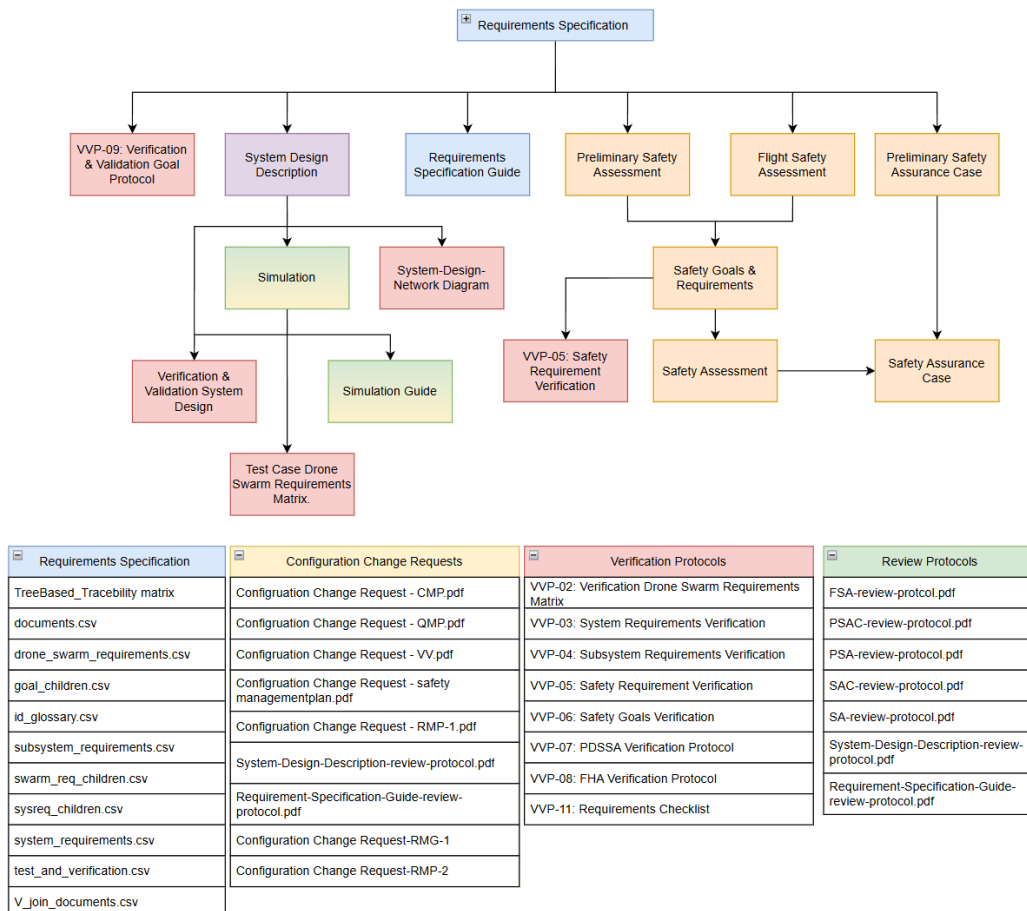 Requirements Specification
VVP-09: Verification
& Validation Goal
Protocol
System Design
Description
Requirements
Specification Guide
Preliminary Safety
Assessment
Flight Safety
Assessment
Preliminary Safety
Assurance Case
Simulation
System-Design-
Network Diagram
Safety Goals &
Requirements
Verification &
Validation System
Design
Simulation Guide
VVP-05: Safety
Requirement
Verification
Safety Assessment
Safety Assurance
Case
Test Case Drone
Swarm Requirements
Matrix.
Requirements Specification
TreeBased_Tracebility matrix
documents.csv
drone_swarm_requirements.csv
goal_children.csv
id_glossary.csv
subsystem_requirements.csv
swarm_req_children.csv
sysreq_children.csv
system_requirements.csv
test_and_verification.csv
V_join_documents.csv
Configuration Change Requests
Configruation Change Request - CMP.pdf
Configruation Change Request - QMP.pdf
Configruation Change Request - VV.pdf
Configruation Change Request - safety
managementplan.pdf
Configruation Change Request - RMP-1.pdf
System-Design-Description-review-protocol.pdf
Requirement-Specification-Guide-review-
protocol.pdf
Configuration Change Request-RMG-1
Configuration Change Request-RMP-2
Verification Protocols
VVP-02: Verification Drone Swarm Requirements
Matrix
VVP-03: System Requirements Verification
VVP-04: Subsystem Requirements Verification
VVP-05: Safety Requirement Verification
VVP-06: Safety Goals Verification
VVP-07: PDSSA Verification Protocol
VVP-08: FHA Verification Protocol
VVP-11: Requirements Checklist
Review Protocols
FSA-review-protcol.pdf
PSAC-review-protocol.pdf
PSA-review-protocol.pdf
SAC-review-protocol.pdf
SA-review-protocol.pdf
System-Design-Description-review-
protocol.pdf
Requirement-Specification-Guide-
review-protocol.pdf